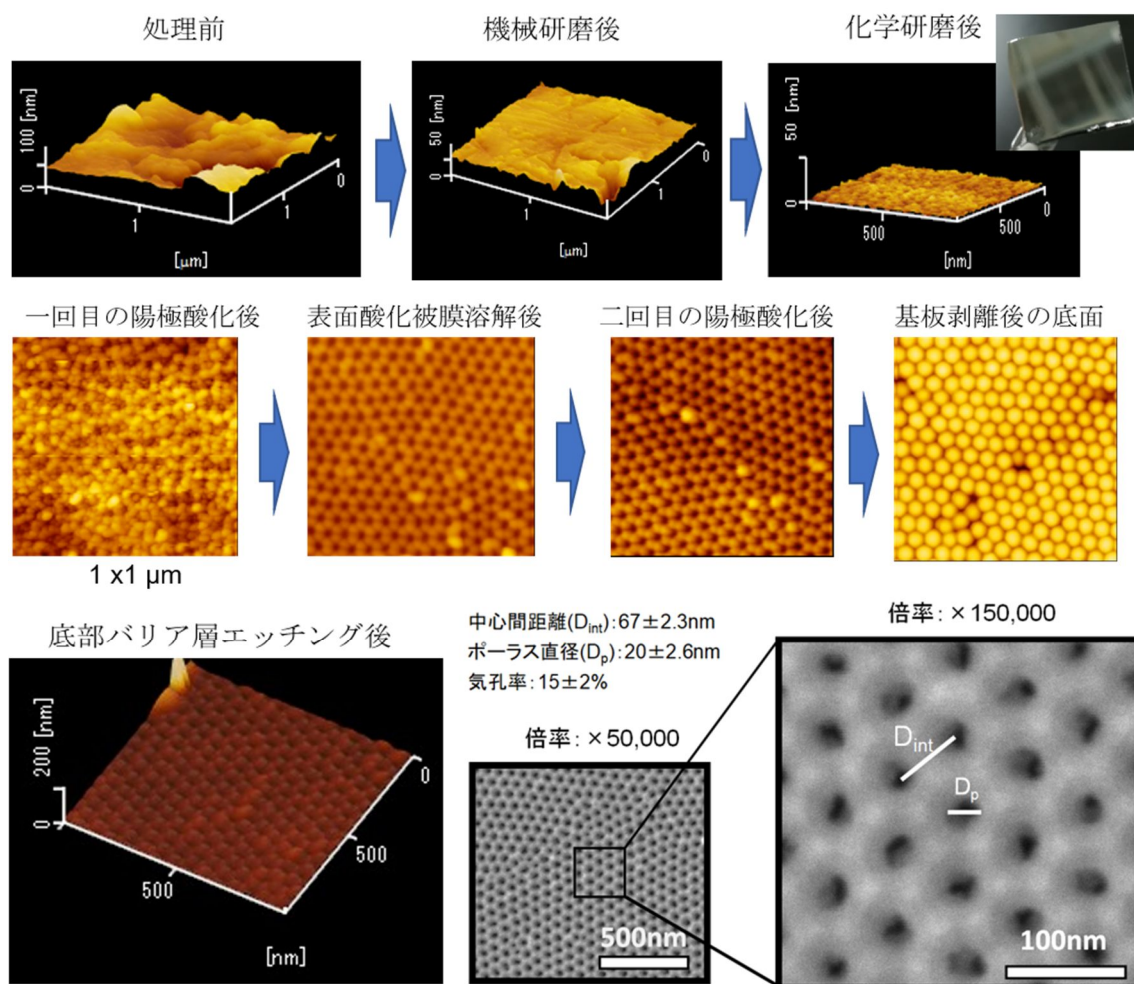 処理前
機械研磨後
化学研磨後
100 [nm]
0
1
1
0
[μm]
50 [nm]
0
1
1
0
[μm]
50 [nm]
0
500
500
0
[nm]
一回目の陽極酸化後
表面酸化被膜溶解後
二回目の陽極酸化後
基板剥離後の底面
1 x1 μm
底部バリア層エッチング後
200 [nm]
0
500
500
0
[nm]
中心間距離(Dint):67±2.3nm
ポーラス直径(Dp):20±2.6nm
気孔率:15±2%
倍率:×50,000
500nm
倍率:×150,000
Dint
Dp
100nm